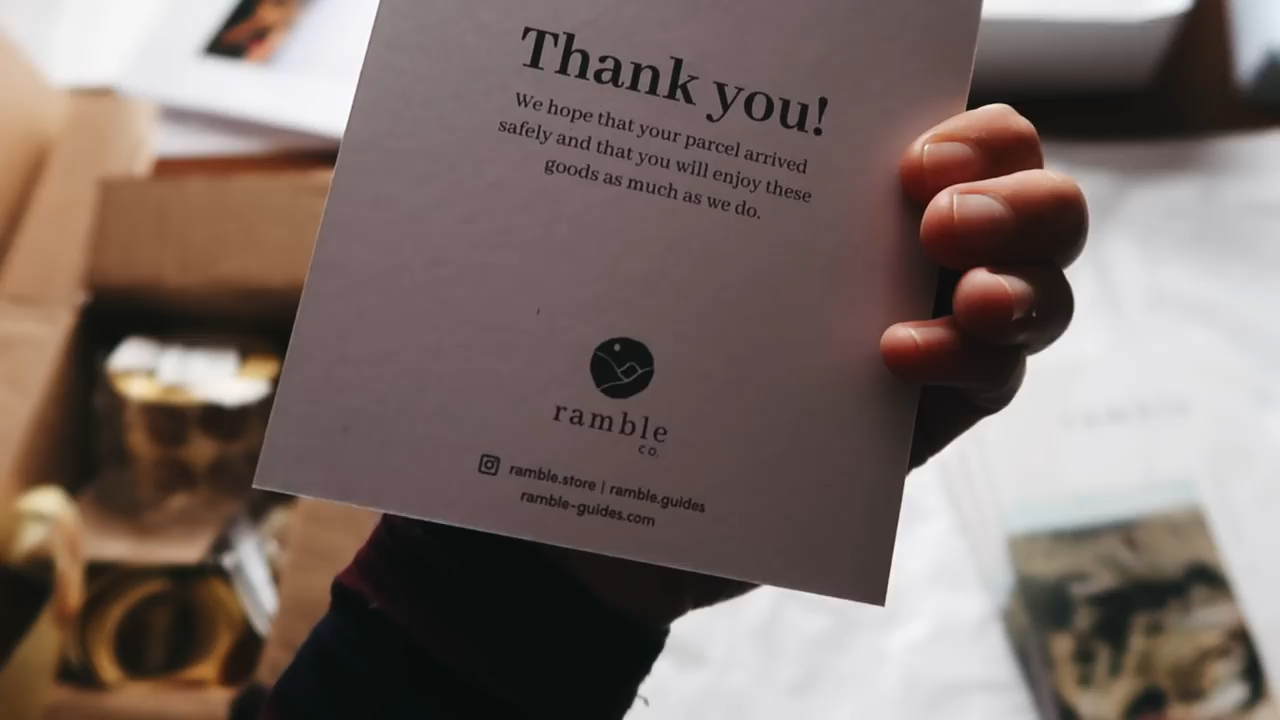 Thank you!
We hope that your parcel arrived
safely and that you will enjoy these
goods as much as we do.
ramble
co.
ramble.store | ramble.guides
ramble-guides.com